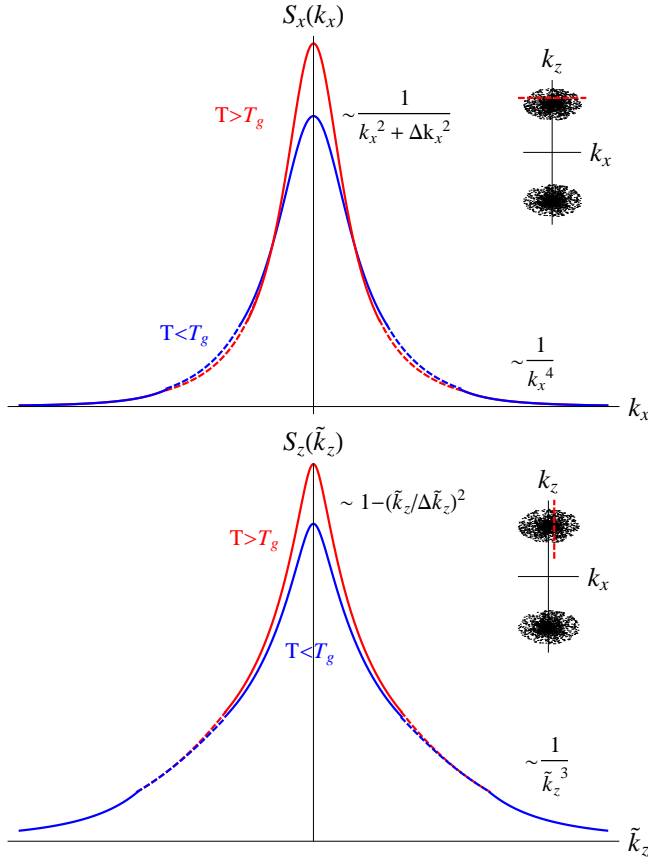 S_x(k_x)
k_z
T>T_g
~ 1/(k_x^2 + Δk_x^2)
k_x
T<T_g
~ 1/k_x^4
k_x
S_z(k̃_z)
k_z
~ 1−(k̃_z/Δk̃_z)^2
T>T_g
k_x
T<T_g
~ 1/k̃_z^3
k̃_z